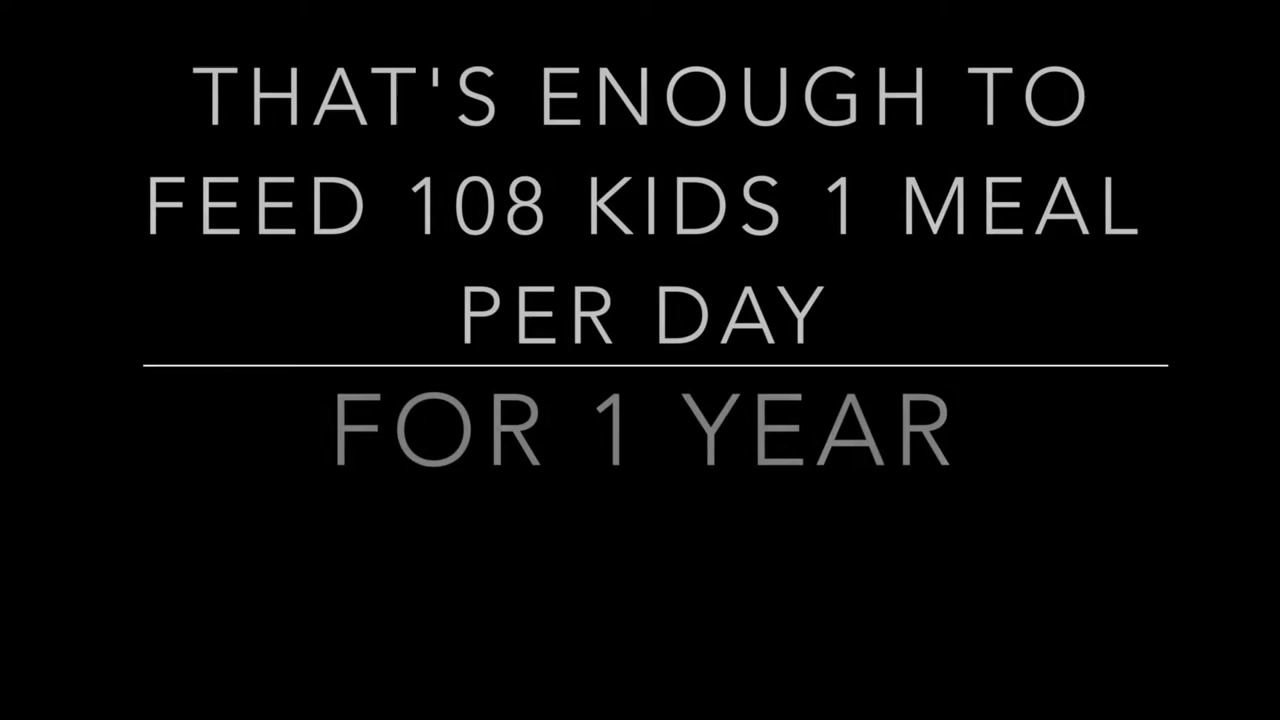 THAT'S ENOUGH TO
FEED 108 KIDS 1 MEAL
PER DAY
FOR 1 YEAR